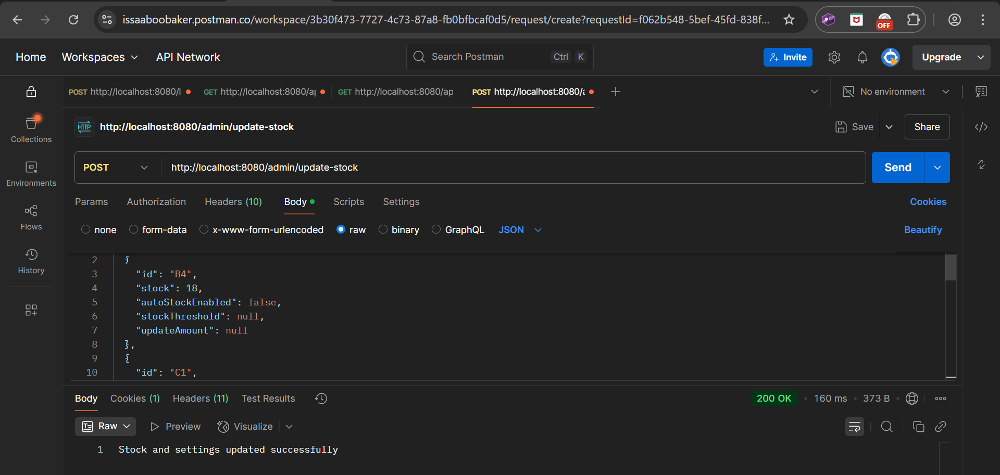 issaaboobaker.postman.co/workspace/3b30f473-7727-4c73-87a8-fb0bfbcaf0d5/request/create?requestId=f062b548-5bef-45fd-838f...
OFF
Home Workspaces API Network Search Postman Ctrl K Invite Upgrade
POST http://localhost:8080/l GET http://localhost:8080/ap GET http://localhost:8080/ap POST http://localhost:8080/a No environment
Collections
Environments
Flows
History
HTTP http://localhost:8080/admin/update-stock Save Share
POST http://localhost:8080/admin/update-stock Send
Params Authorization Headers (10) Body Scripts Settings Cookies
none form-data x-www-form-urlencoded raw binary GraphQL JSON Beautify
2 {
3 "id": "B4",
4 "stock": 18,
5 "autoStockEnabled": false,
6 "stockThreshold": null,
7 "updateAmount": null
8 },
9 {
10 "id": "C1",
Body Cookies (1) Headers (11) Test Results 200 OK • 160 ms • 373 B •
Raw Preview Visualize
1 Stock and settings updated successfully